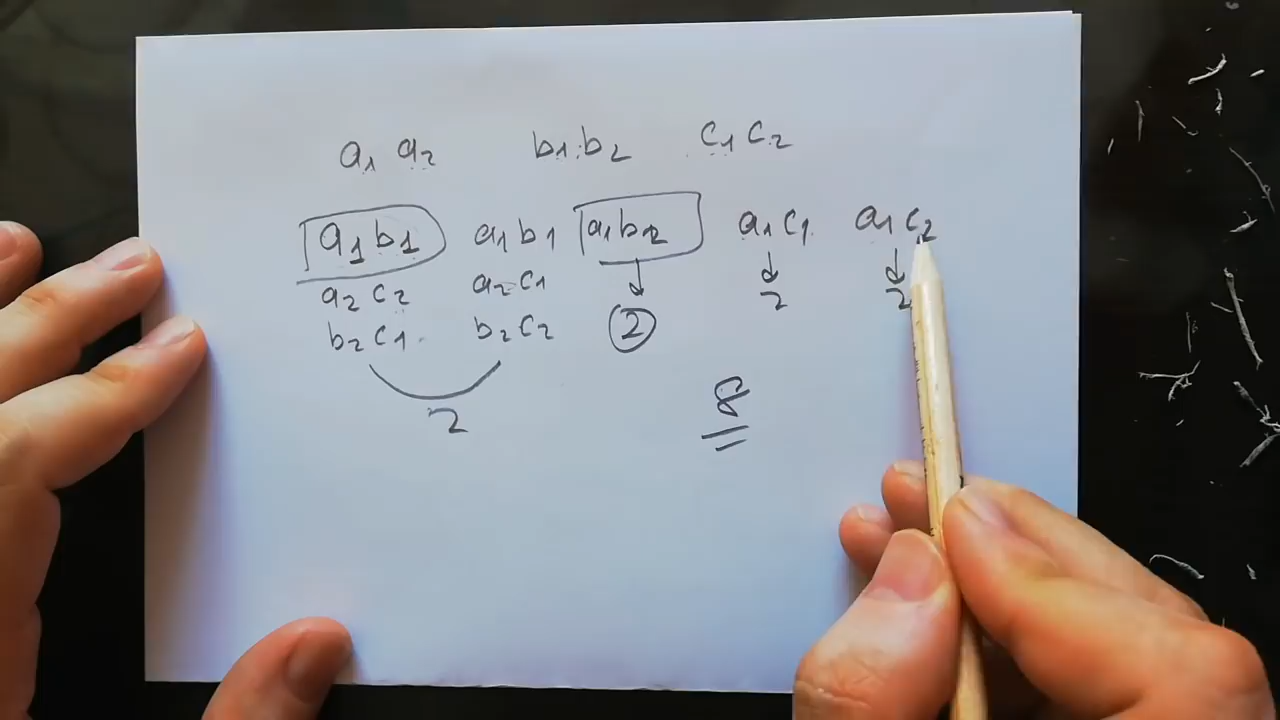 a1 a2 b1 b2 c1 c2
a1 b1 a1 b1 a1 b2 a1 c1 a1 c2
a2 c2 a2 c1 2 2
b2 c1 b2 c2 2
2 8